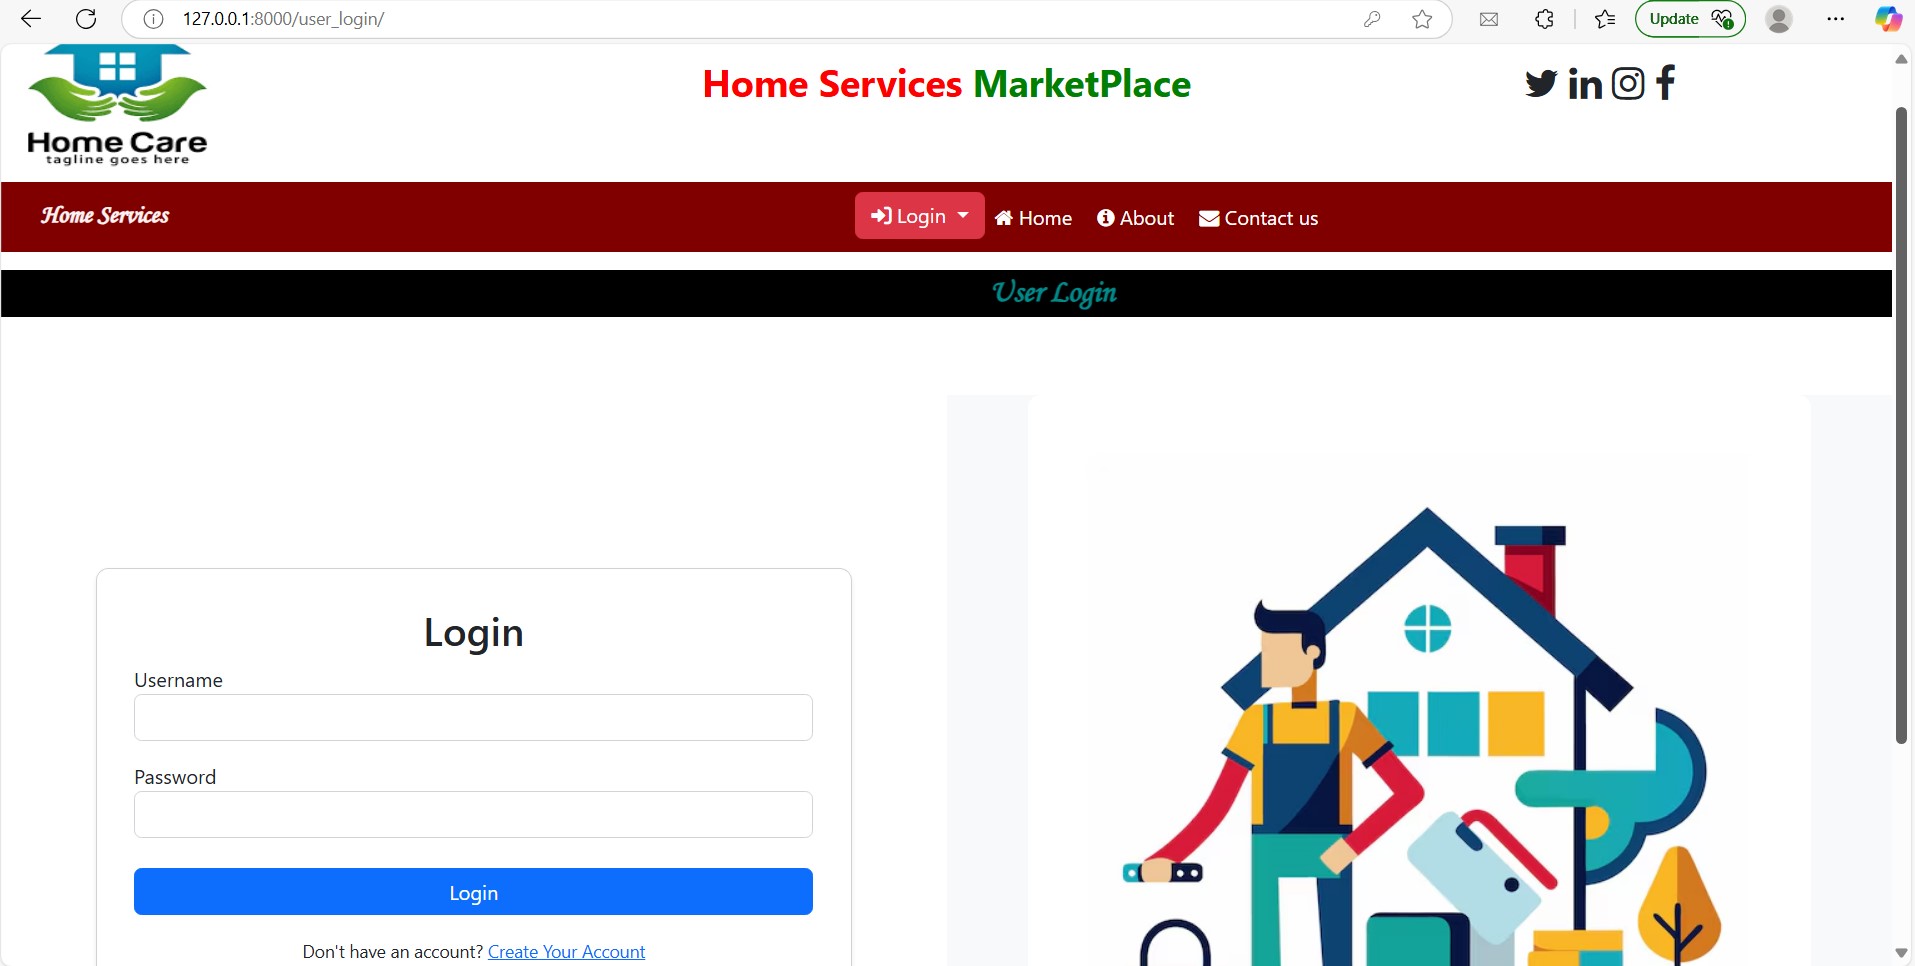 127.0.0.1:8000/user_login/
Update
Home Care
tagline goes here
Home Services MarketPlace
Home Services
Login
Home
About
Contact us
User Login
Login
Username
Password
Login
Don't have an account? Create Your Account